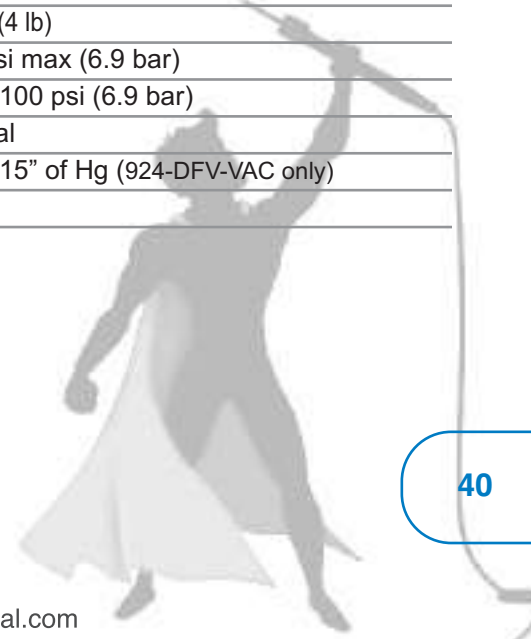 (4 lb)
si max (6.9 bar)
100 psi (6.9 bar)
al
15” of Hg (924-DFV-VAC only)
40
al.com